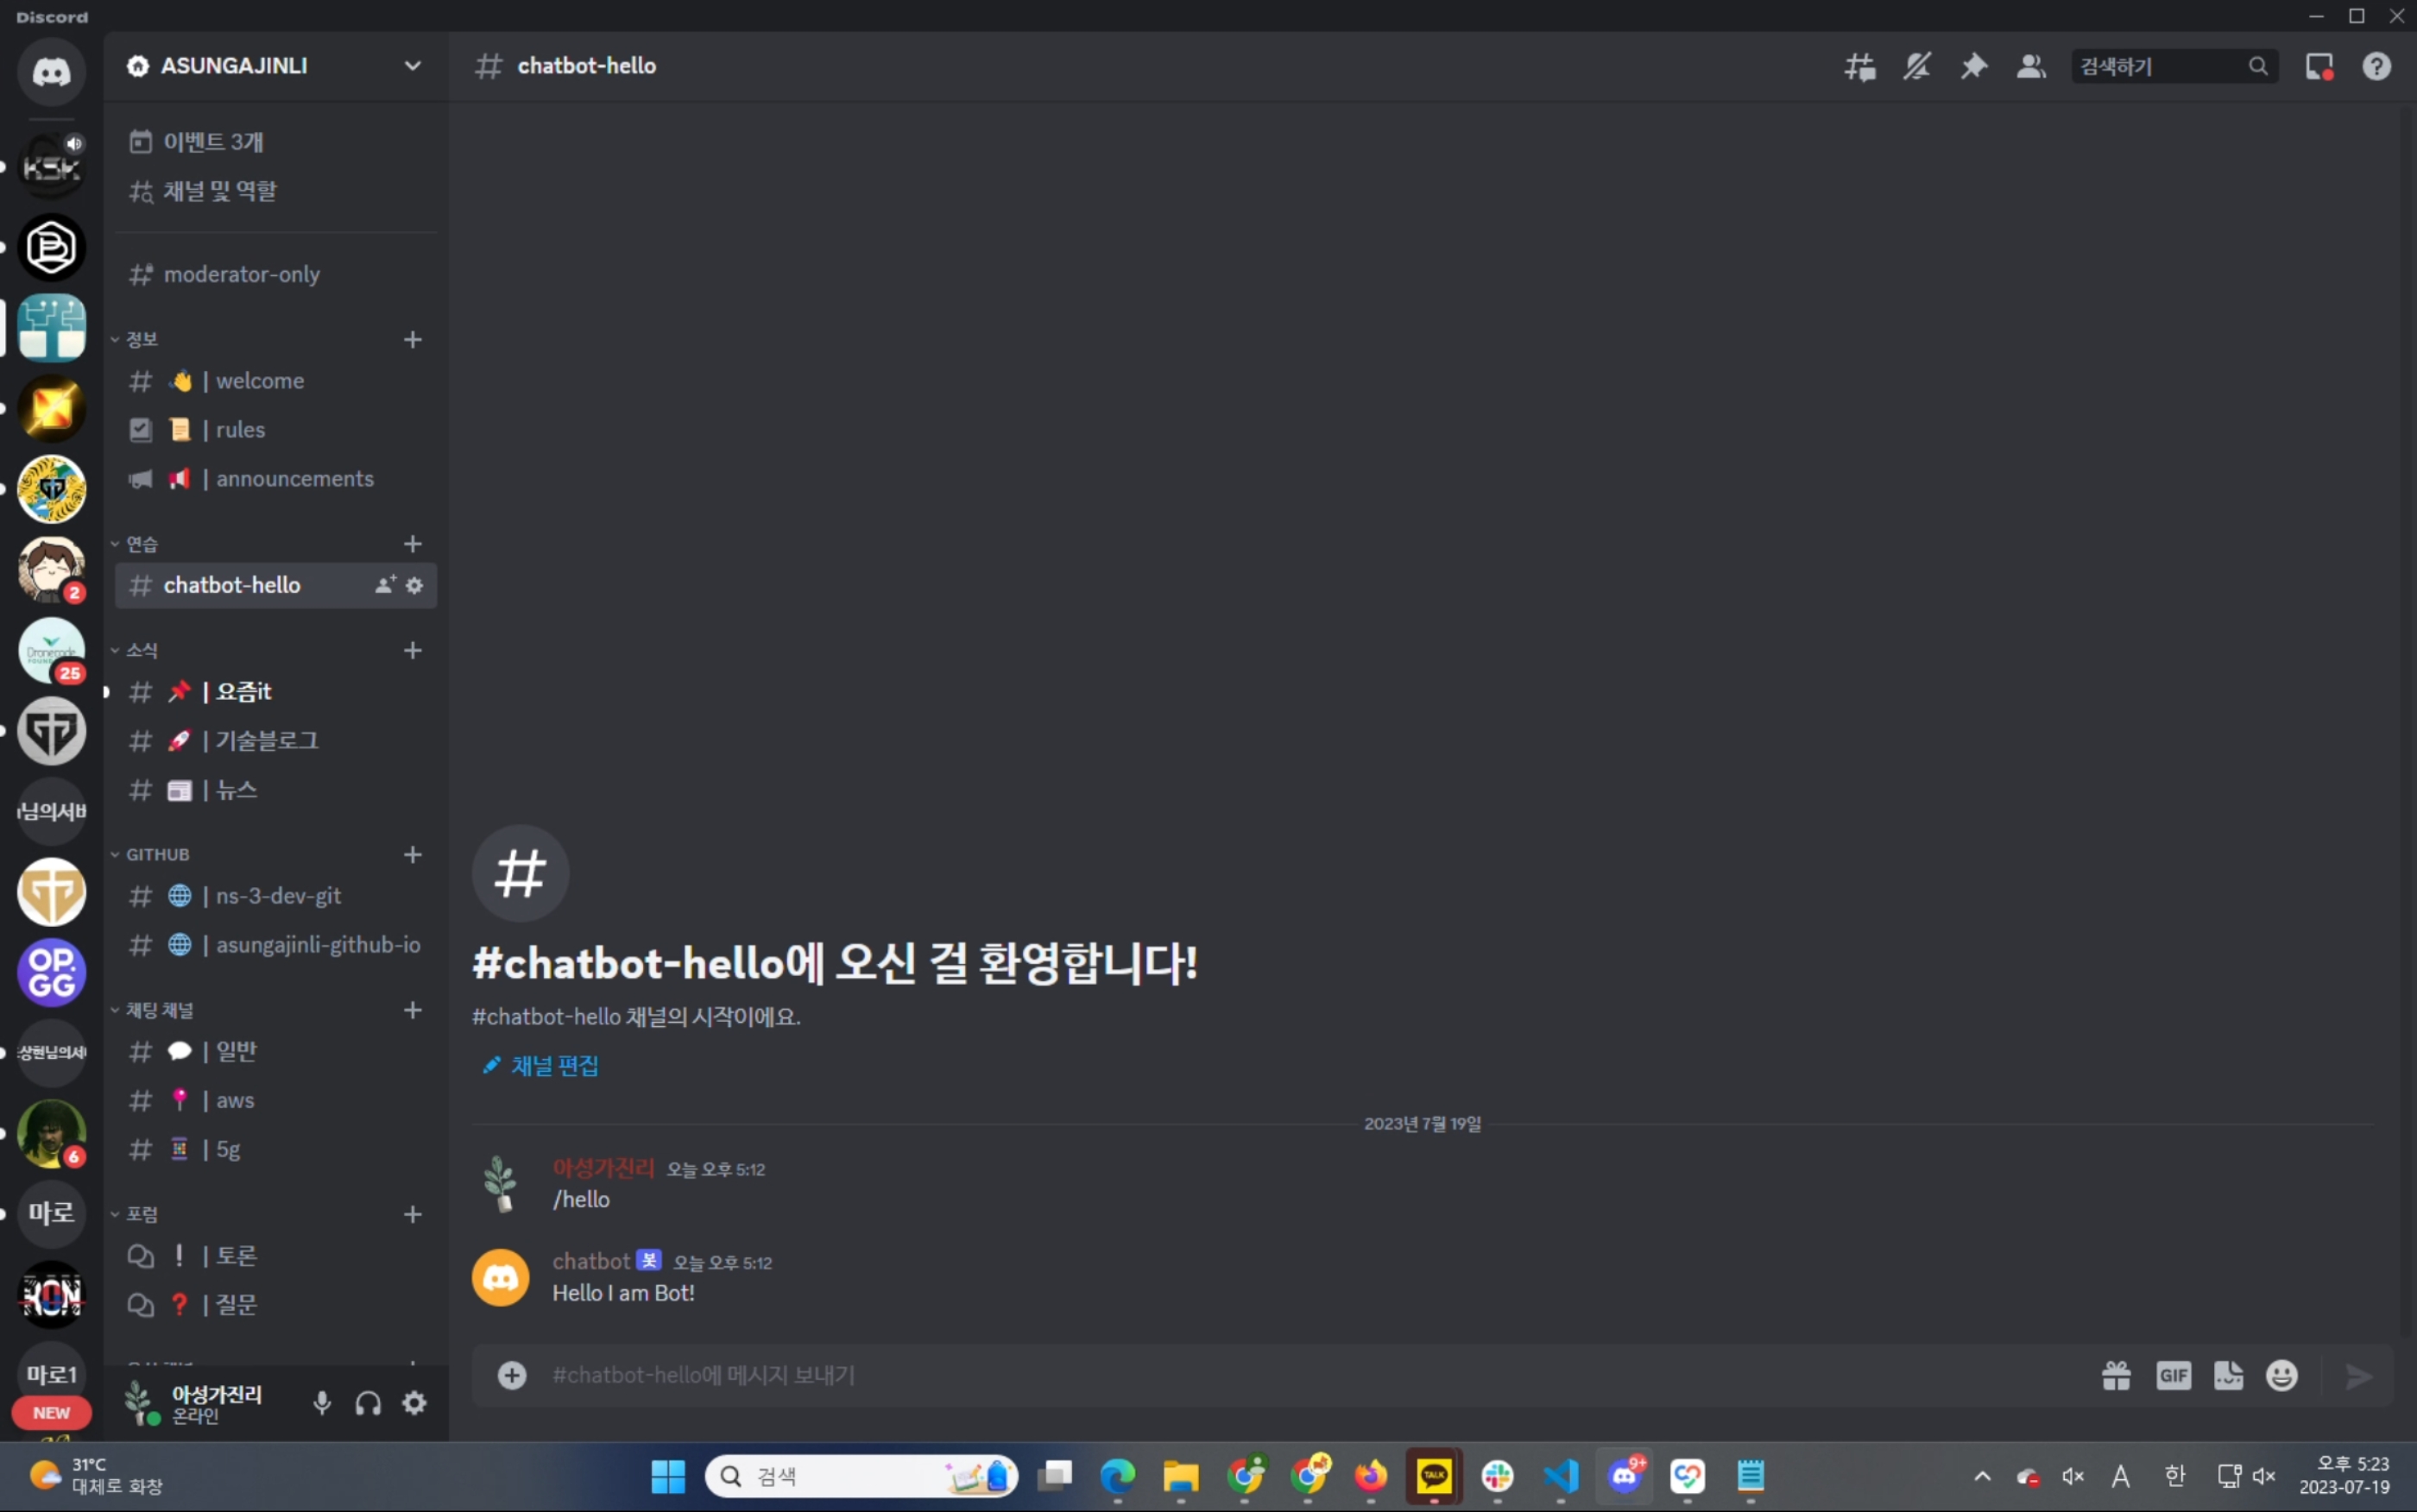 Discord
ASUNGAJINLI
chatbot-hello
검색하기
이벤트 3개
채널 및 역할
moderator-only
정보
| welcome
| rules
| announcements
연습
chatbot-hello
소식
| 요즘it
| 기술블로그
| 뉴스
GITHUB
| ns-3-dev-git
| asungajinli-github-io
채팅 채널
| 일반
| aws
| 5g
포럼
| 토론
| 질문
KSK
2
Dronecode
25
님의서버
OP.
GG
상현님의서
6
마로
마로1
NEW
아성가진리
온라인
#chatbot-hello에 오신 걸 환영합니다!
#chatbot-hello 채널의 시작이에요.
채널 편집
2023년 7월 19일
아성가진리 오늘 오후 5:12
/hello
chatbot 봇 오늘 오후 5:12
Hello I am Bot!
#chatbot-hello에 메시지 보내기
GIF
31°C
대체로 화창
검색
TALK
9+
A
한
오후 5:23
2023-07-19